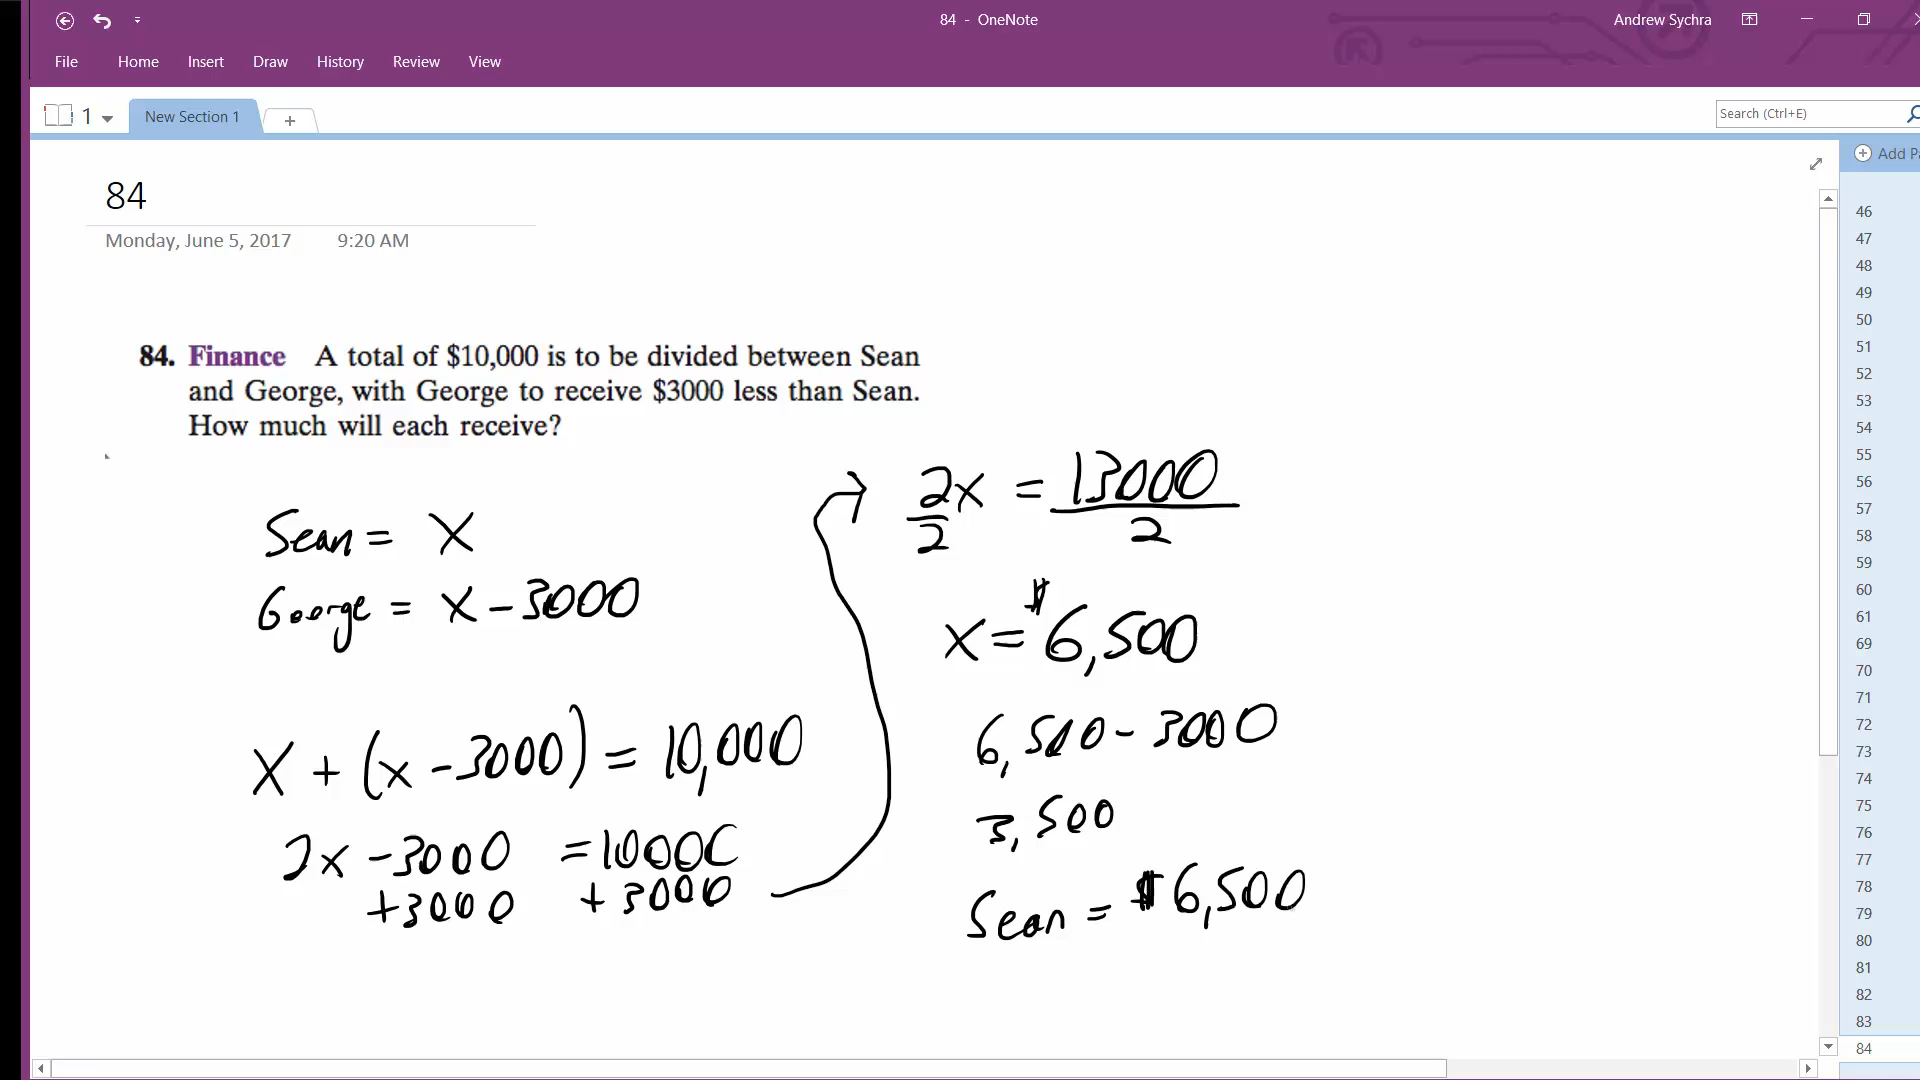 84 - OneNote
Andrew Sychra
File Home Insert Draw History Review View
1 New Section 1 +
Search (Ctrl+E)
84
Monday, June 5, 2017 9:20 AM
84. Finance A total of $10,000 is to be divided between Sean
and George, with George to receive $3000 less than Sean.
How much will each receive?
Sean = X
George = x - 3000
X + (x - 3000) = 10,000
2x - 3000 = 10000
+3000 +3000
2x = 13000
2 2
x = $6,500
6,500 - 3000
3,500
Sean = $6,500
Add Pa
46
47
48
49
50
51
52
53
54
55
56
57
58
59
60
61
69
70
71
72
73
74
75
76
77
78
79
80
81
82
83
84